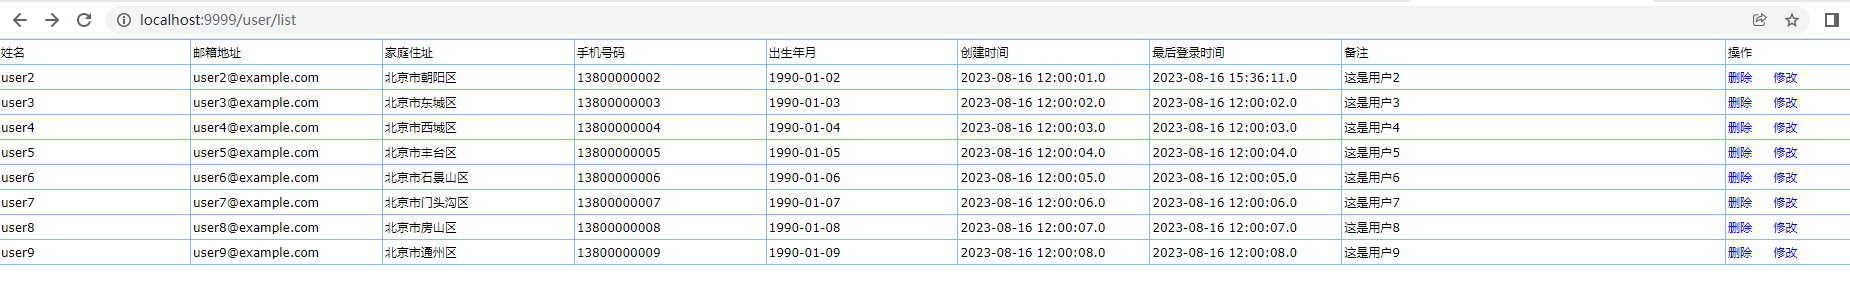 localhost:9999/user/list
姓名 邮箱地址 家庭住址 手机号码 出生年月 创建时间 最后登录时间 备注 操作
user2 user2@example.com 北京市朝阳区 13800000002 1990-01-02 2023-08-16 12:00:01.0 2023-08-16 15:36:11.0 这是用户2 删除 修改
user3 user3@example.com 北京市东城区 13800000003 1990-01-03 2023-08-16 12:00:02.0 2023-08-16 12:00:02.0 这是用户3 删除 修改
user4 user4@example.com 北京市西城区 13800000004 1990-01-04 2023-08-16 12:00:03.0 2023-08-16 12:00:03.0 这是用户4 删除 修改
user5 user5@example.com 北京市丰台区 13800000005 1990-01-05 2023-08-16 12:00:04.0 2023-08-16 12:00:04.0 这是用户5 删除 修改
user6 user6@example.com 北京市石景山区 13800000006 1990-01-06 2023-08-16 12:00:05.0 2023-08-16 12:00:05.0 这是用户6 删除 修改
user7 user7@example.com 北京市门头沟区 13800000007 1990-01-07 2023-08-16 12:00:06.0 2023-08-16 12:00:06.0 这是用户7 删除 修改
user8 user8@example.com 北京市房山区 13800000008 1990-01-08 2023-08-16 12:00:07.0 2023-08-16 12:00:07.0 这是用户8 删除 修改
user9 user9@example.com 北京市通州区 13800000009 1990-01-09 2023-08-16 12:00:08.0 2023-08-16 12:00:08.0 这是用户9 删除 修改